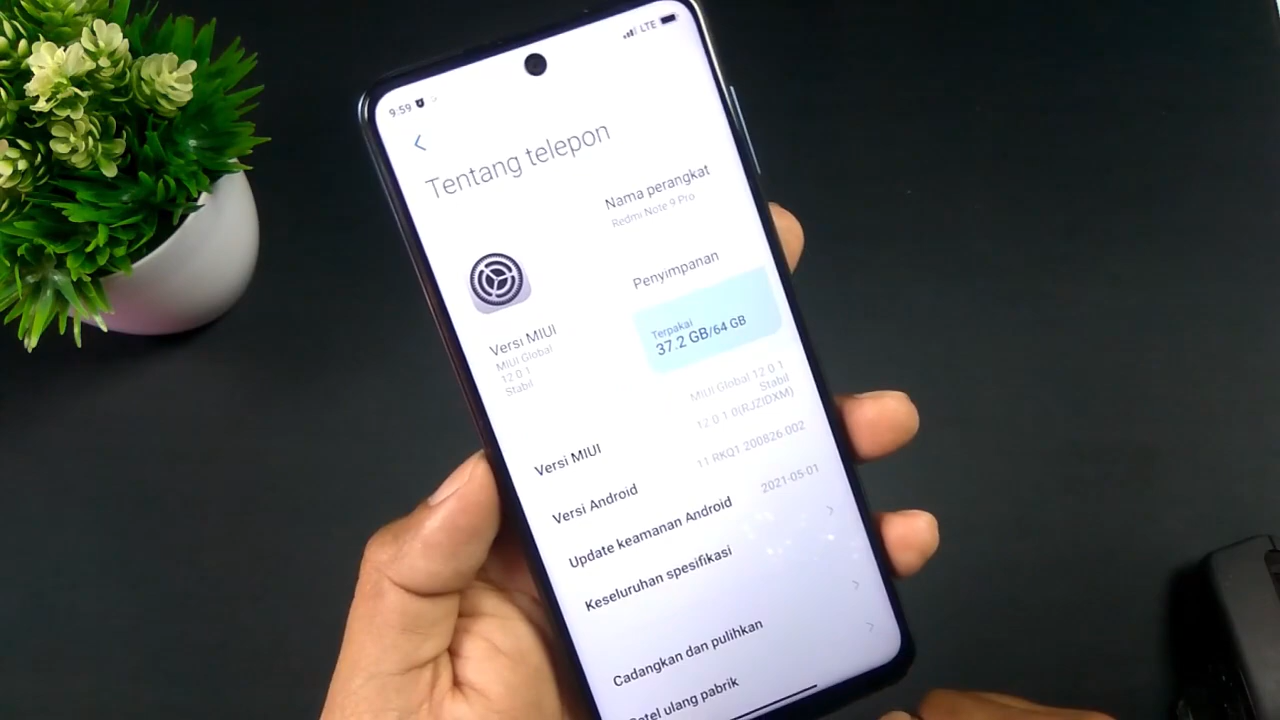 9:59
LTE
Tentang telepon
Nama perangkat
Redmi Note 9 Pro
Penyimpanan
Terpakai
37.2 GB/64 GB
Versi MIUI
MIUI Global
12.0.1
Stabil
Versi MIUI
MIUI Global 12.0.1
Stabil
12.0.1.0(RJZIDXM)
Versi Android
11 RKQ1.200826.002
Update keamanan Android
2021-05-01
Keseluruhan spesifikasi
Cadangkan dan pulihkan
ulang pabrik